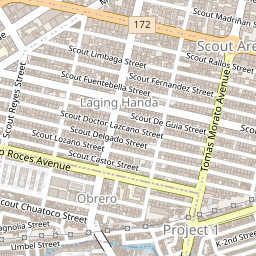 Scout Madriñan S
172
Scout Are
Scout Limbaga Street
Scout Rallos Street
Scout Fernandez Street
Scout Fuentebella Street
Scout Reyes Street
Laging Handa
Tomas Morato Avenue
Scout De Guia Street
Scout Doctor Lazcano Street
Scout Delgado Street
Scout Lozano Street
o Roces Avenue
Scout Castor Street
Obrero
Scout Chuatoco Street
agnolia Street
Project 1
Umbel Street
K-2nd Street